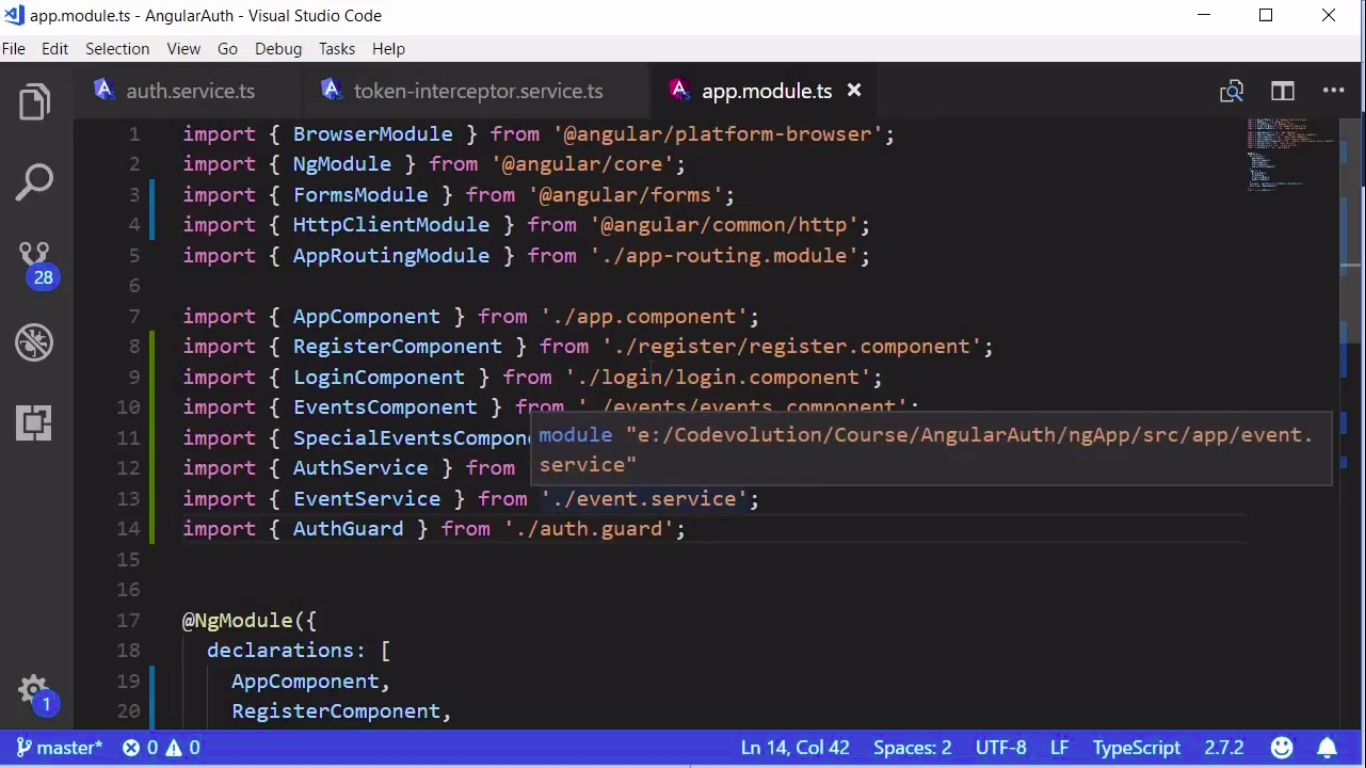 app.module.ts - AngularAuth - Visual Studio Code
File Edit Selection View Go Debug Tasks Help
auth.service.ts token-interceptor.service.ts app.module.ts
1 import { BrowserModule } from '@angular/platform-browser';
2 import { NgModule } from '@angular/core';
3 import { FormsModule } from '@angular/forms';
4 import { HttpClientModule } from '@angular/common/http';
5 import { AppRoutingModule } from './app-routing.module';
6
7 import { AppComponent } from './app.component';
8 import { RegisterComponent } from './register/register.component';
9 import { LoginComponent } from './login/login.component';
10 import { EventsComponent } from './events/events.component';
11 import { SpecialEventsCompon
module "e:/Codevolution/Course/AngularAuth/ngApp/src/app/event.
service"
12 import { AuthService } from
13 import { EventService } from './event.service';
14 import { AuthGuard } from './auth.guard';
15
16
17 @NgModule({
18 declarations: [
19 AppComponent,
20 RegisterComponent,
28
1
master* 0 0 Ln 14, Col 42 Spaces: 2 UTF-8 LF TypeScript 2.7.2